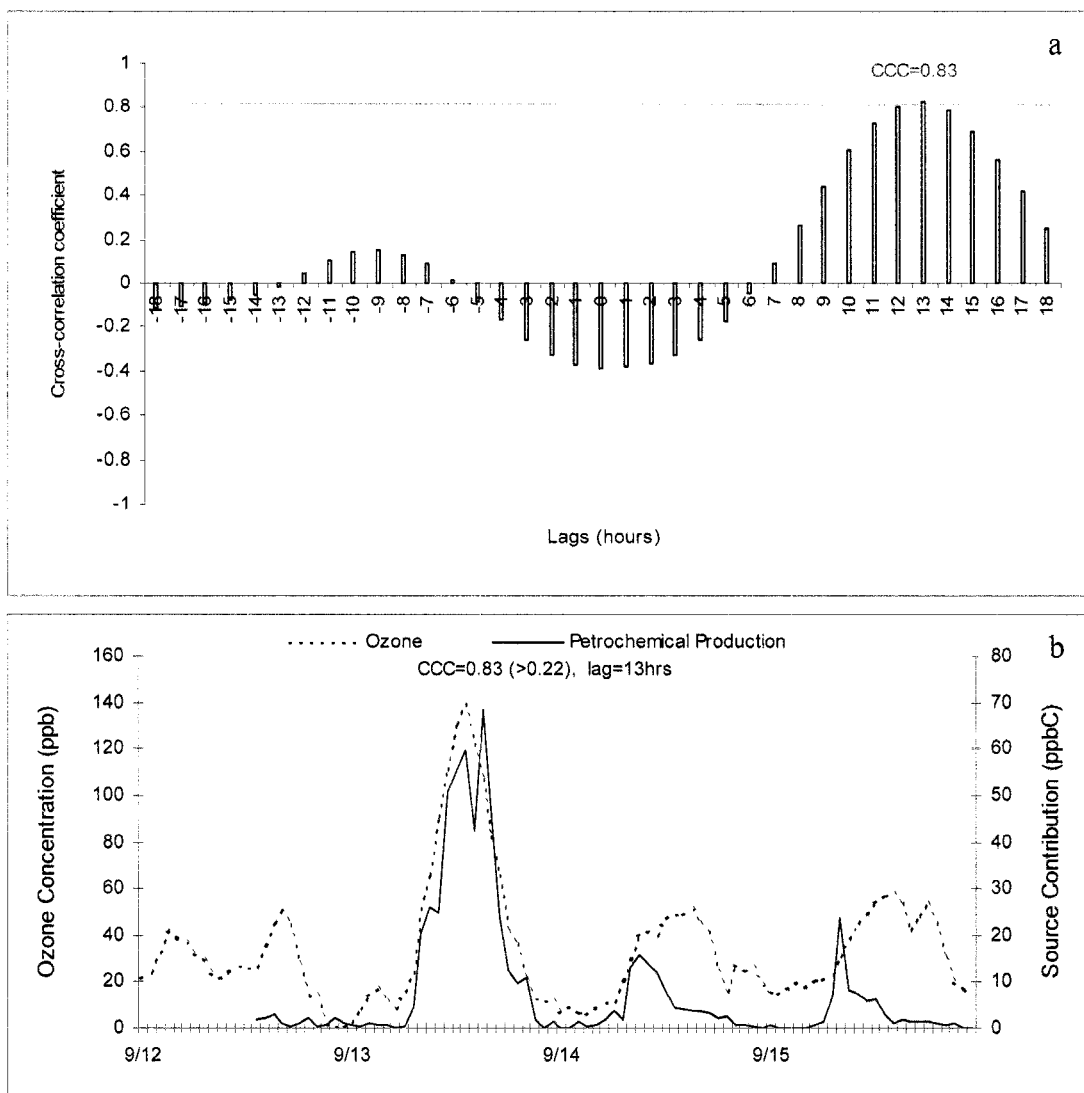 a
CCC=0.83
1
0.8
0.6
0.4
0.2
0
-0.2
-0.4
-0.6
-0.8
-1
Cross-correlation coefficient
-18 -17 -16 -15 -14 -13 -12 -11 -10 -9 -8 -7 -6 -5 -4 -3 -2 -1 0 1 2 3 4 5 6 7 8 9 10 11 12 13 14 15 16 17 18
Lags (hours)
b
Ozone Petrochemical Production
CCC=0.83 (>0.22), lag=13hrs
160
140
120
100
80
60
40
20
0
Ozone Concentration (ppb)
80
70
60
50
40
30
20
10
0
Source Contribution (ppbC)
9/12 9/13 9/14 9/15